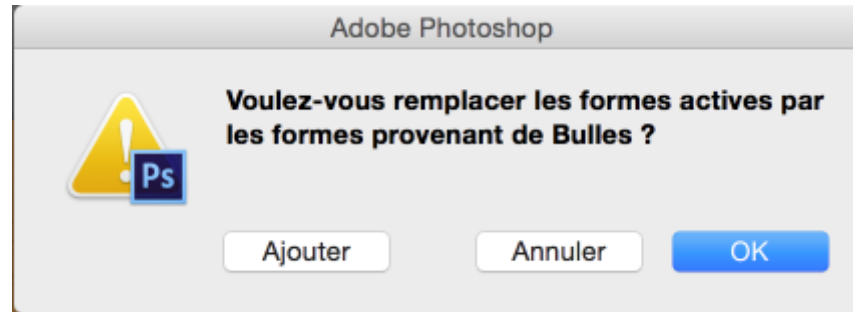 Adobe Photoshop
Voulez-vous remplacer les formes actives par
les formes provenant de Bulles ?
Ps
Ajouter
Annuler
OK